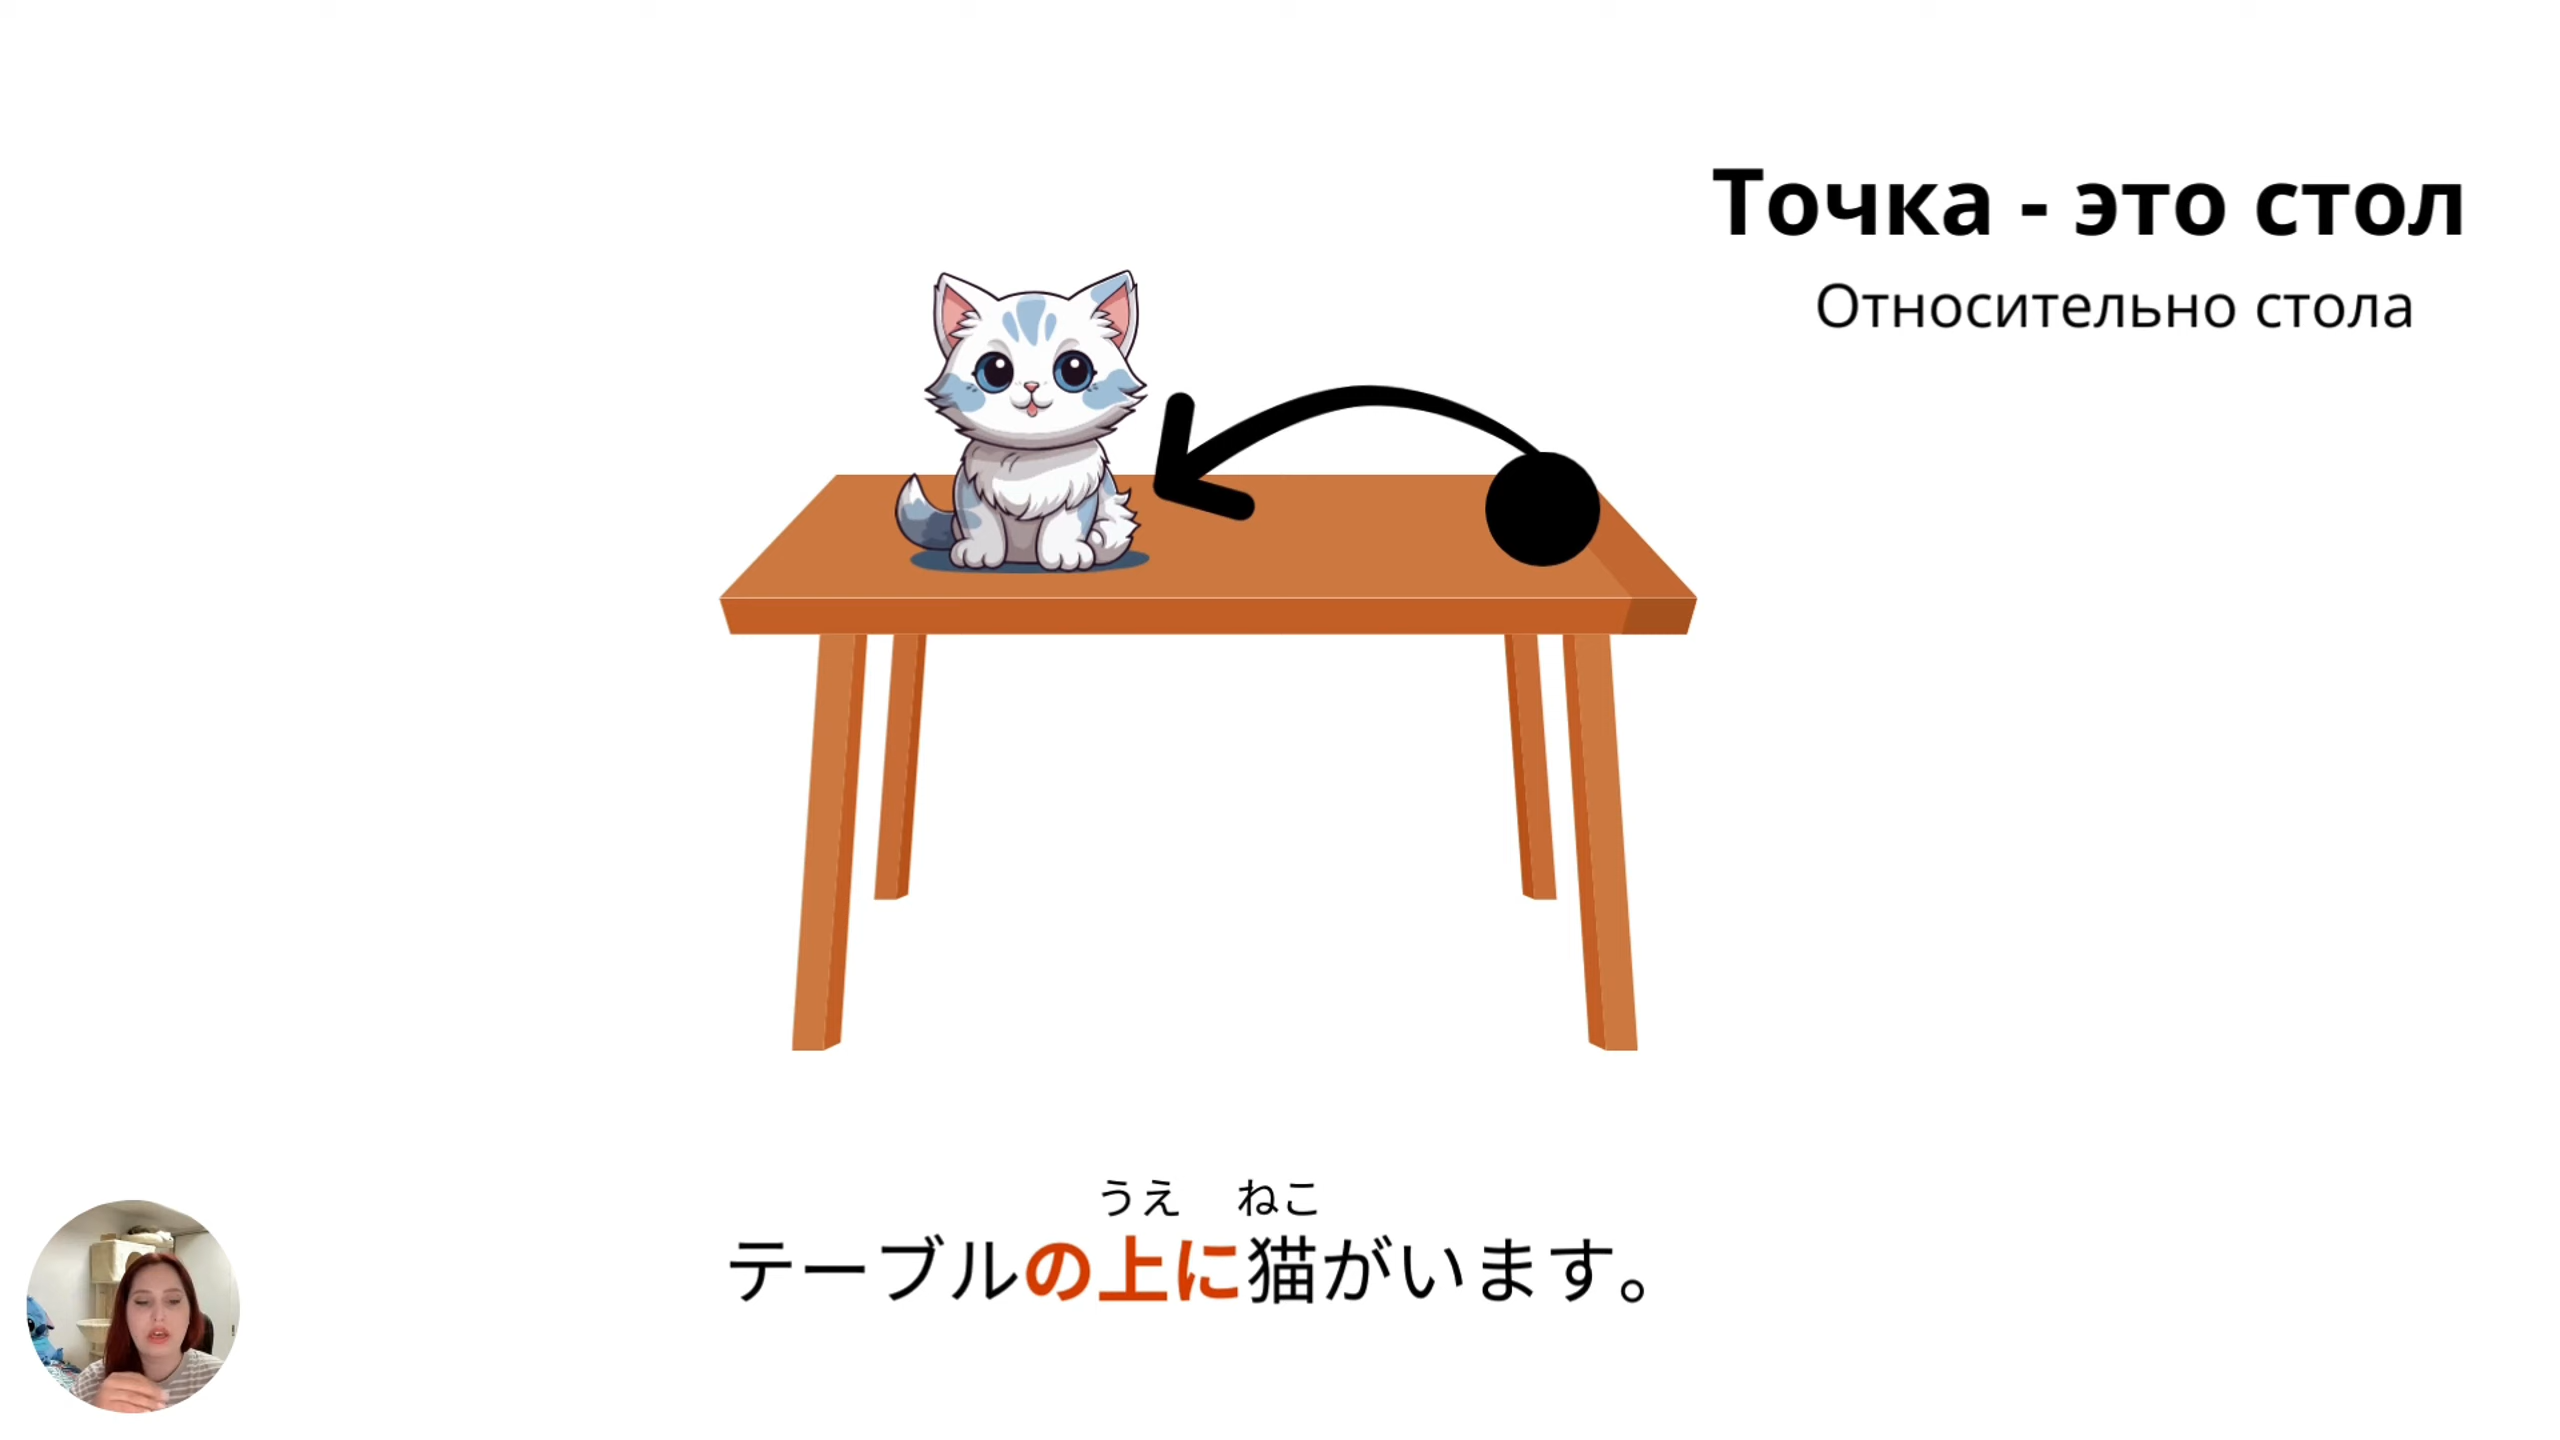 Точка - это стол
Относительно стола
うえ ねこ
テーブルの上に猫がいます。